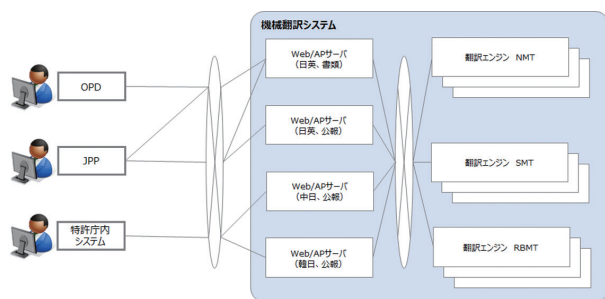 機械翻訳システム
OPD
JPP
特許庁内
システム
Web/APサーバ
(日英、書類)
Web/APサーバ
(日英、公報)
Web/APサーバ
(中日、公報)
Web/APサーバ
(韓日、公報)
翻訳エンジン NMT
翻訳エンジン SMT
翻訳エンジン RBMT